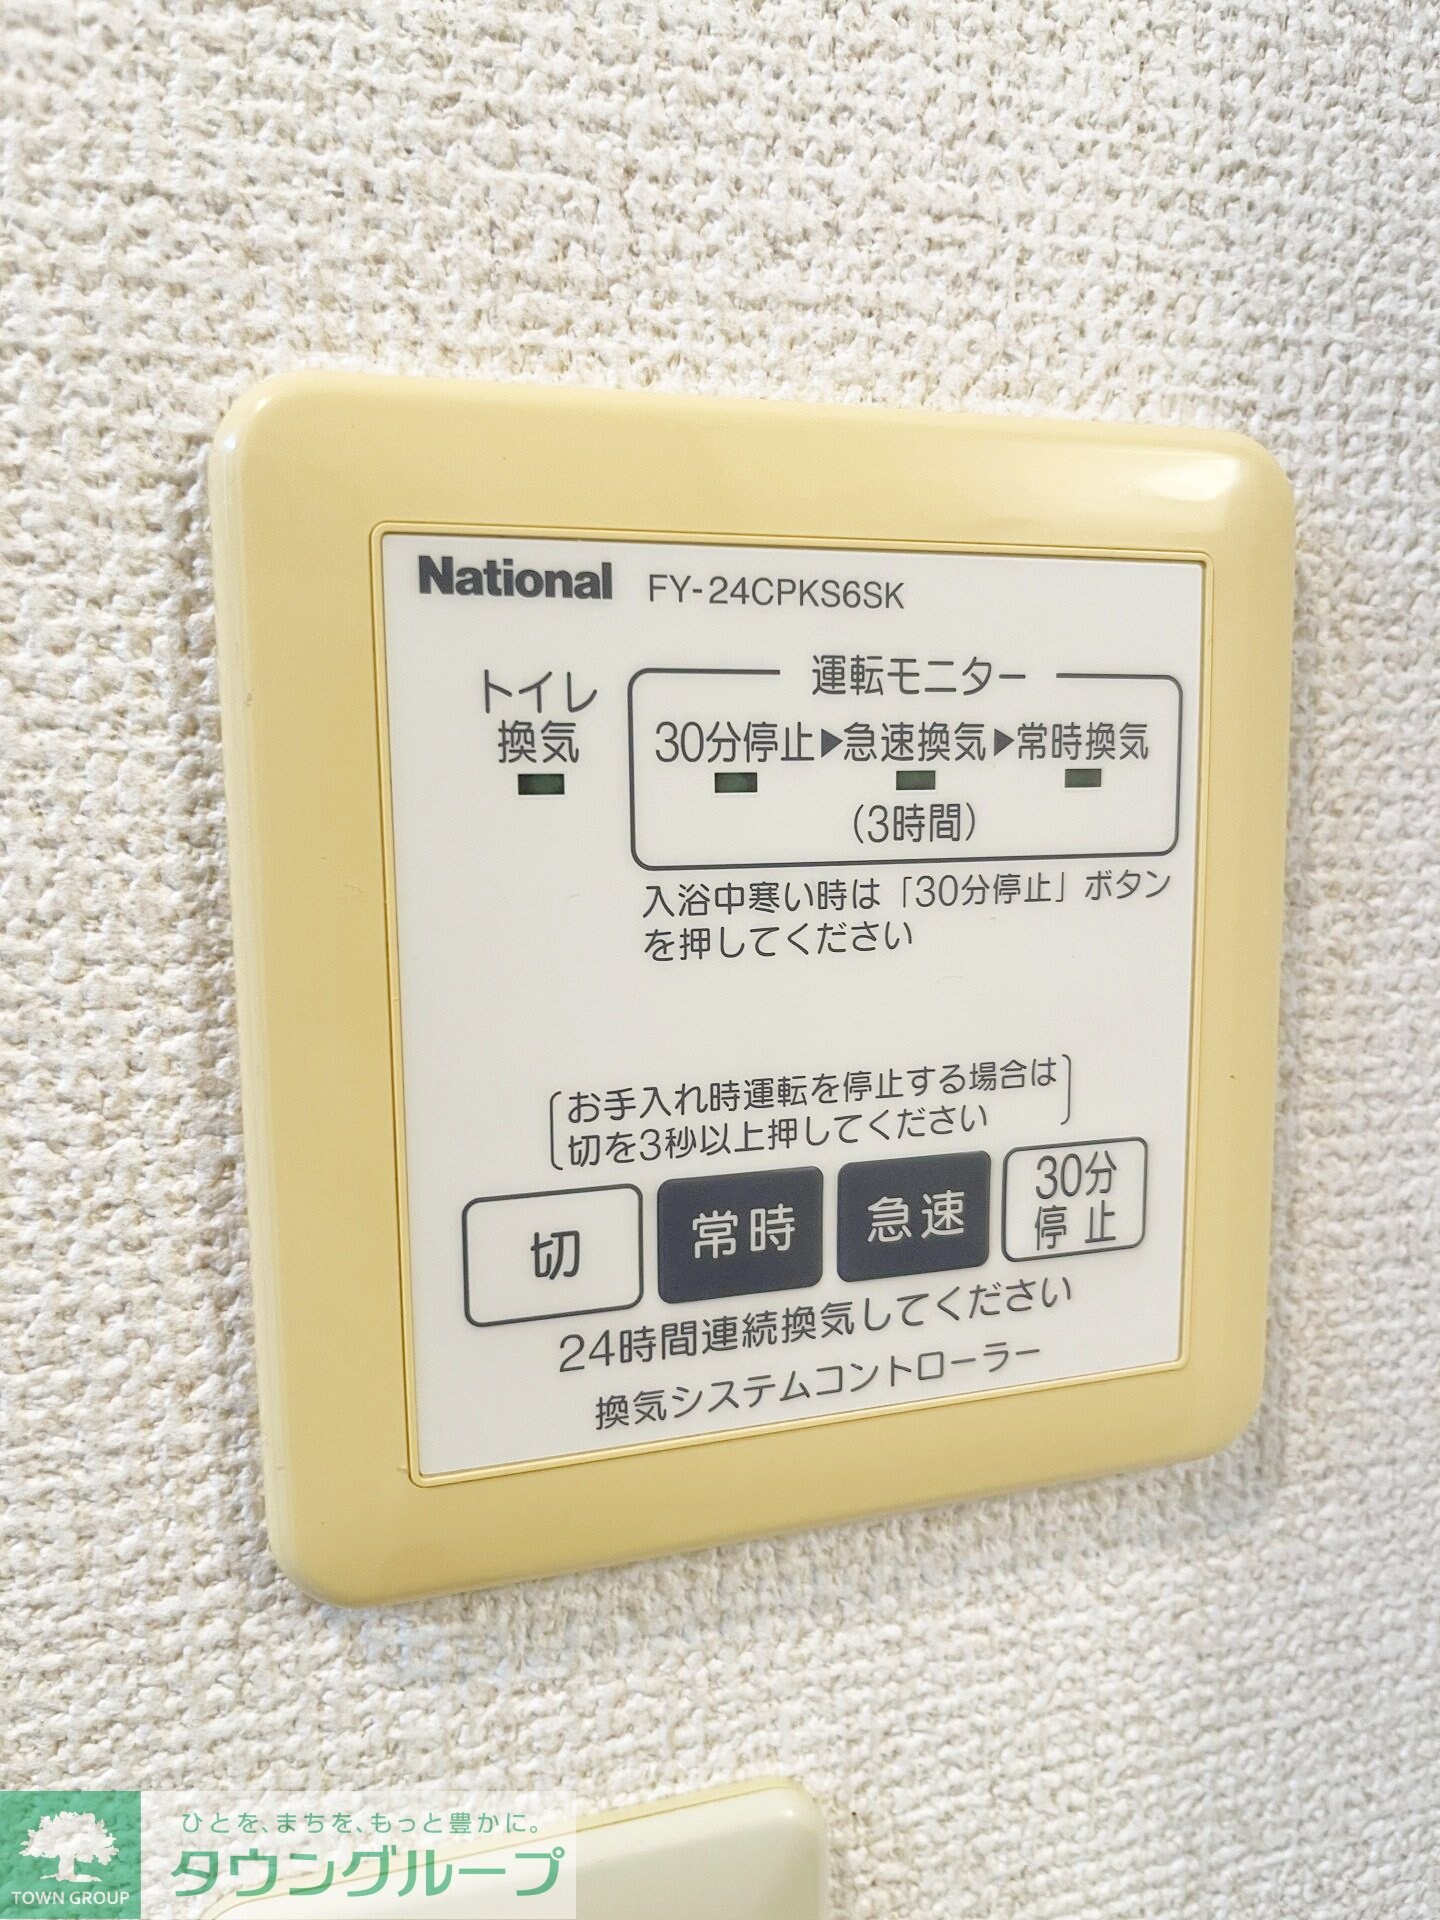 National FY-24CPKS6SK
トイレ
換気
運転モニター
30分停止▶急速換気▶常時換気
(3時間)
入浴中寒い時は「30分停止」ボタン
を押してください
お手入れ時運転を停止する場合は
切を3秒以上押してください
切 常時 急速 30分
停止
24時間連続換気してください
換気システムコントローラー
ひとを、まちを、もっと豊かに。
タウングループ
TOWN GROUP